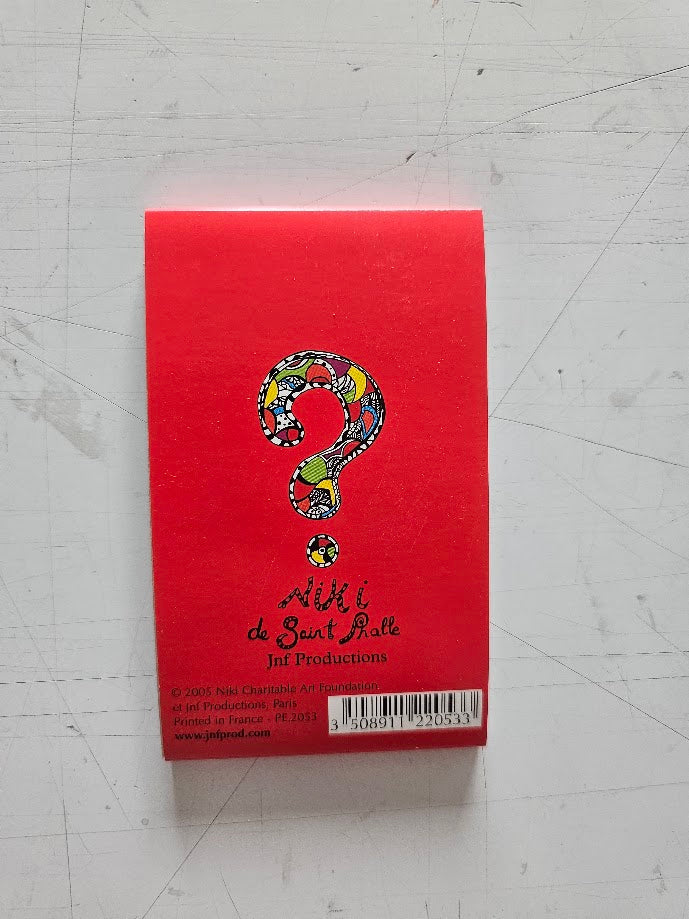 ?
Niki
de Saint Phalle
Jnf Productions
© 2005 Niki Charitable Art Foundation
et Jnf Productions, Paris
Printed in France - PE.2053
www.jnfprod.com
3 508911 220533